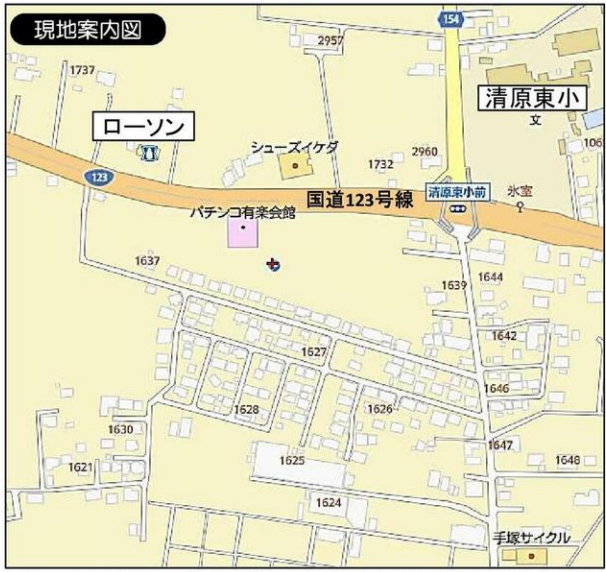 現地案内図
154
2957
1737
清原東小
文
ローソン
106
シューズイケダ
2960
1732
123
国道123号線
清原東小前
氷室
パチンコ有楽会館
1637
1644
1639
1642
1627
1646
1628
1626
1630
1647
1625
1648
1621
1624
手塚サイクル